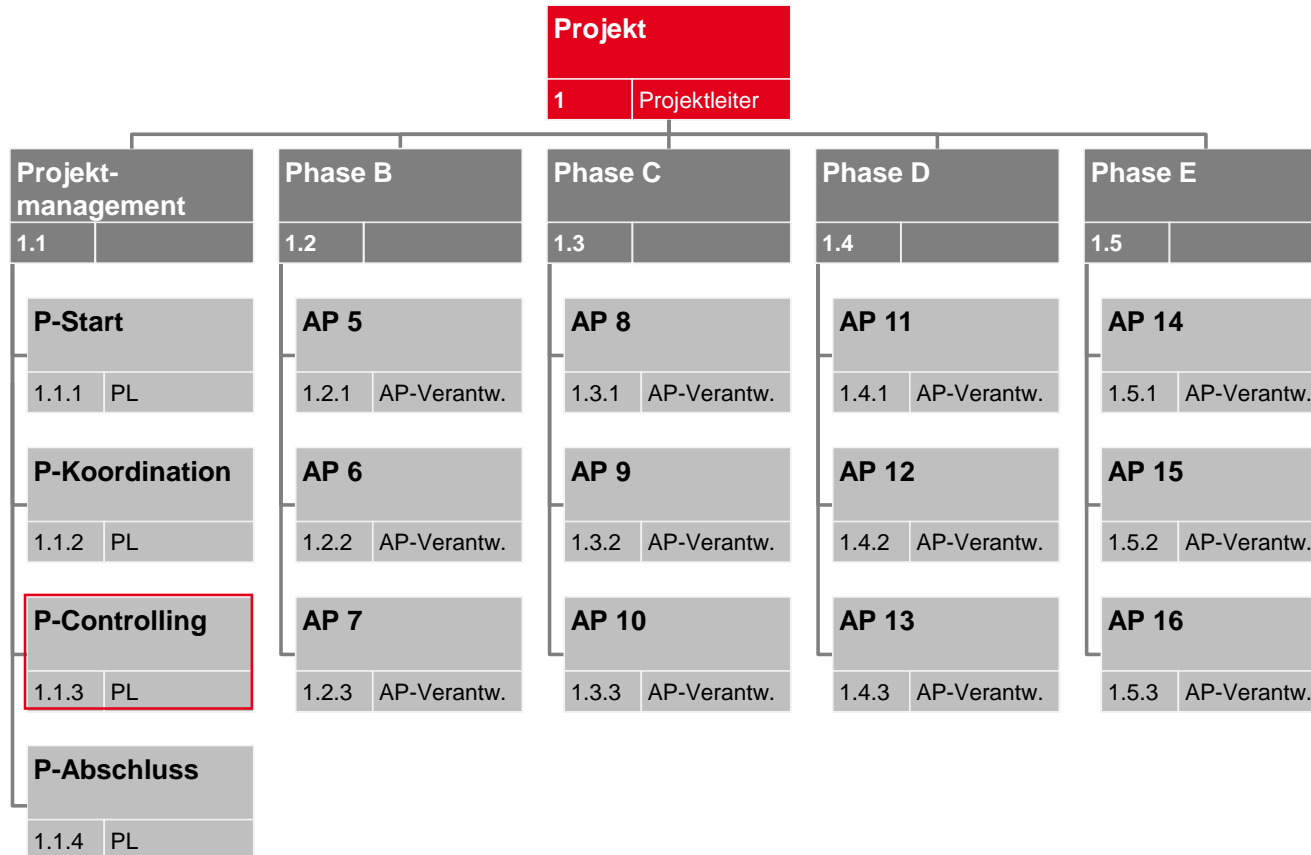 Projekt
1 Projektleiter
Projekt-
management
1.1
P-Start
1.1.1 PL
P-Koordination
1.1.2 PL
P-Controlling
1.1.3 PL
P-Abschluss
1.1.4 PL
Phase B
1.2
AP 5
1.2.1 AP-Verantw.
AP 6
1.2.2 AP-Verantw.
AP 7
1.2.3 AP-Verantw.
Phase C
1.3
AP 8
1.3.1 AP-Verantw.
AP 9
1.3.2 AP-Verantw.
AP 10
1.3.3 AP-Verantw.
Phase D
1.4
AP 11
1.4.1 AP-Verantw.
AP 12
1.4.2 AP-Verantw.
AP 13
1.4.3 AP-Verantw.
Phase E
1.5
AP 14
1.5.1 AP-Verantw.
AP 15
1.5.2 AP-Verantw.
AP 16
1.5.3 AP-Verantw.